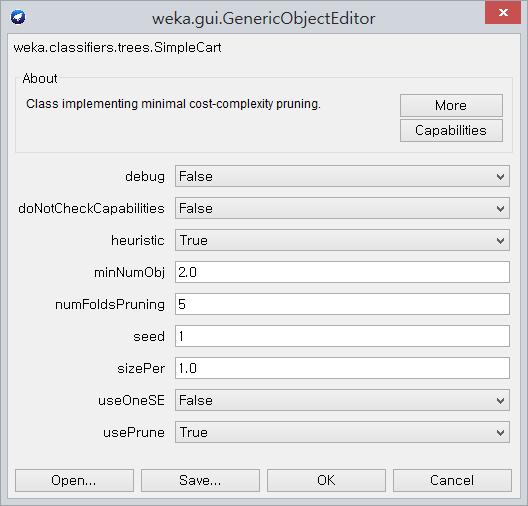 weka.gui.GenericObjectEditor
weka.classifiers.trees.SimpleCart
About
Class implementing minimal cost-complexity pruning.
More
Capabilities
debug False
doNotCheckCapabilities False
heuristic True
minNumObj 2.0
numFoldsPruning 5
seed 1
sizePer 1.0
useOneSE False
usePrune True
Open... Save... OK Cancel